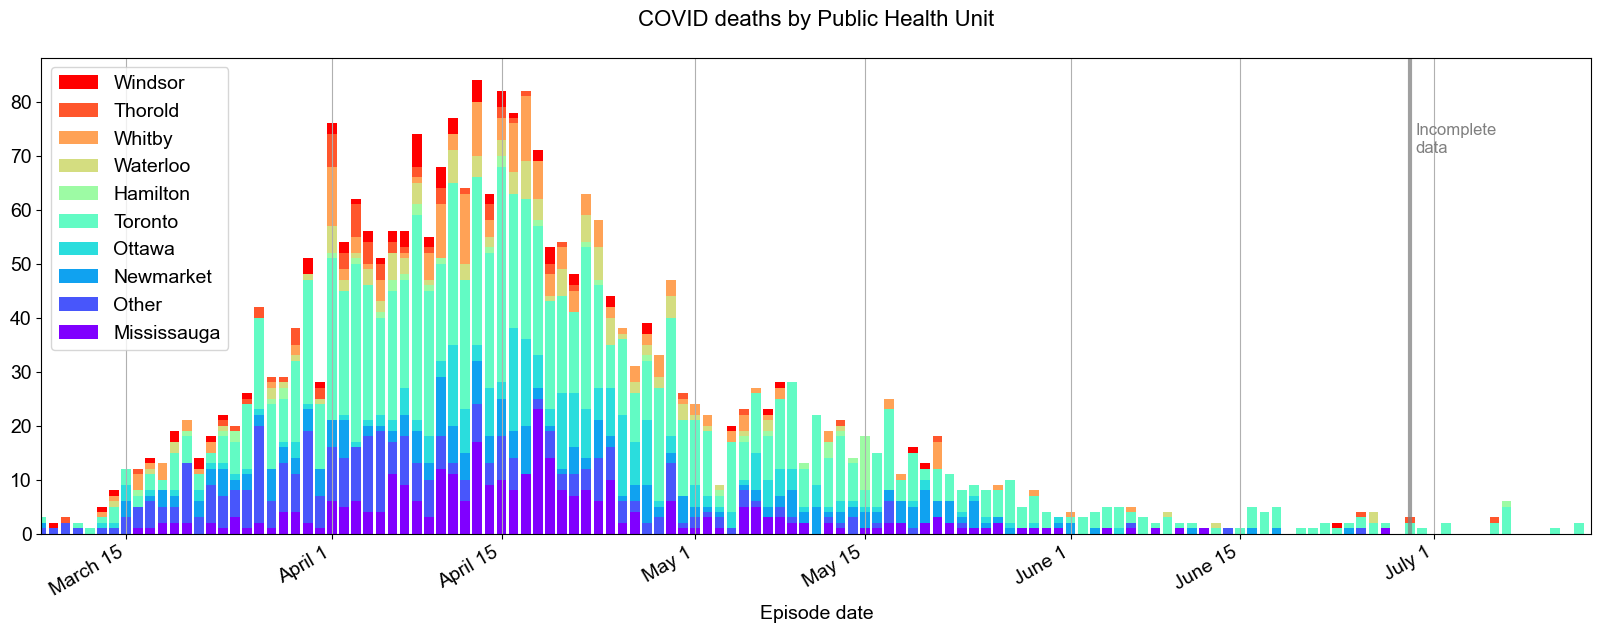 COVID deaths by Public Health Unit
Windsor
Thorold
Whitby
Waterloo
Hamilton
Toronto
Ottawa
Newmarket
Other
Mississauga
Incomplete
data
80
70
60
50
40
30
20
10
0
March 15
April 1
April 15
May 1
May 15
June 1
June 15
July 1
Episode date